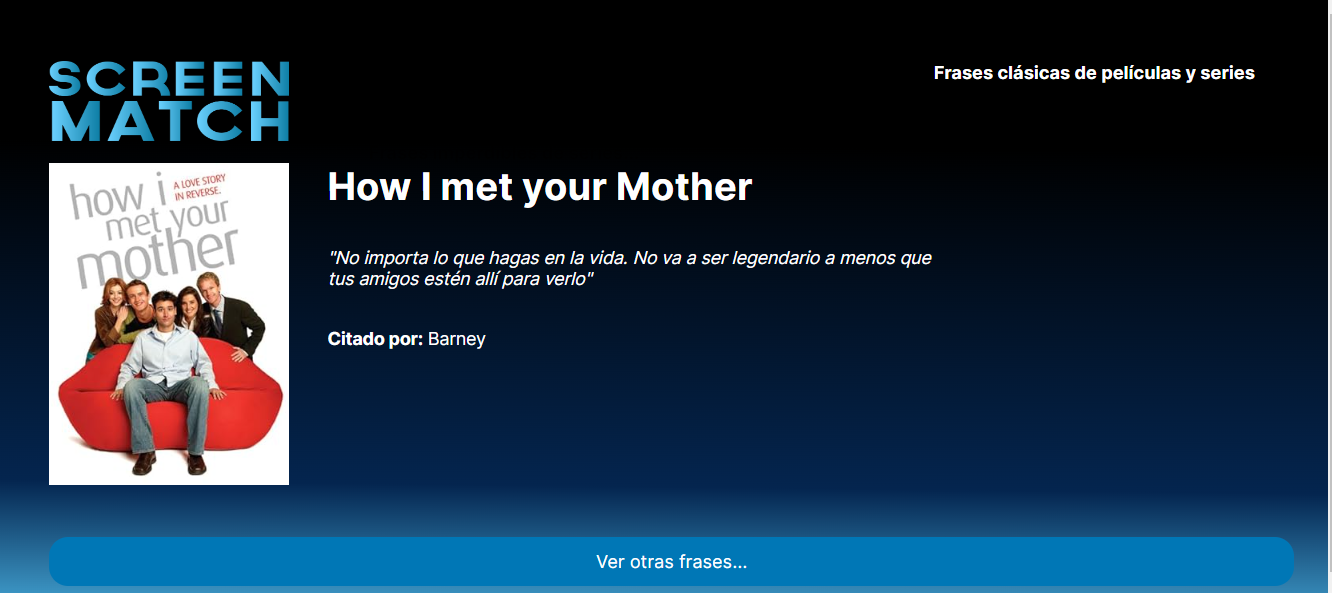 SCREEN
MATCH
Frases clásicas de películas y series
how i
A LOVE STORY
IN REVERSE.
met your
mother
How I met your Mother
"No importa lo que hagas en la vida. No va a ser legendario a menos que
tus amigos estén allí para verlo"
Citado por: Barney
Ver otras frases...